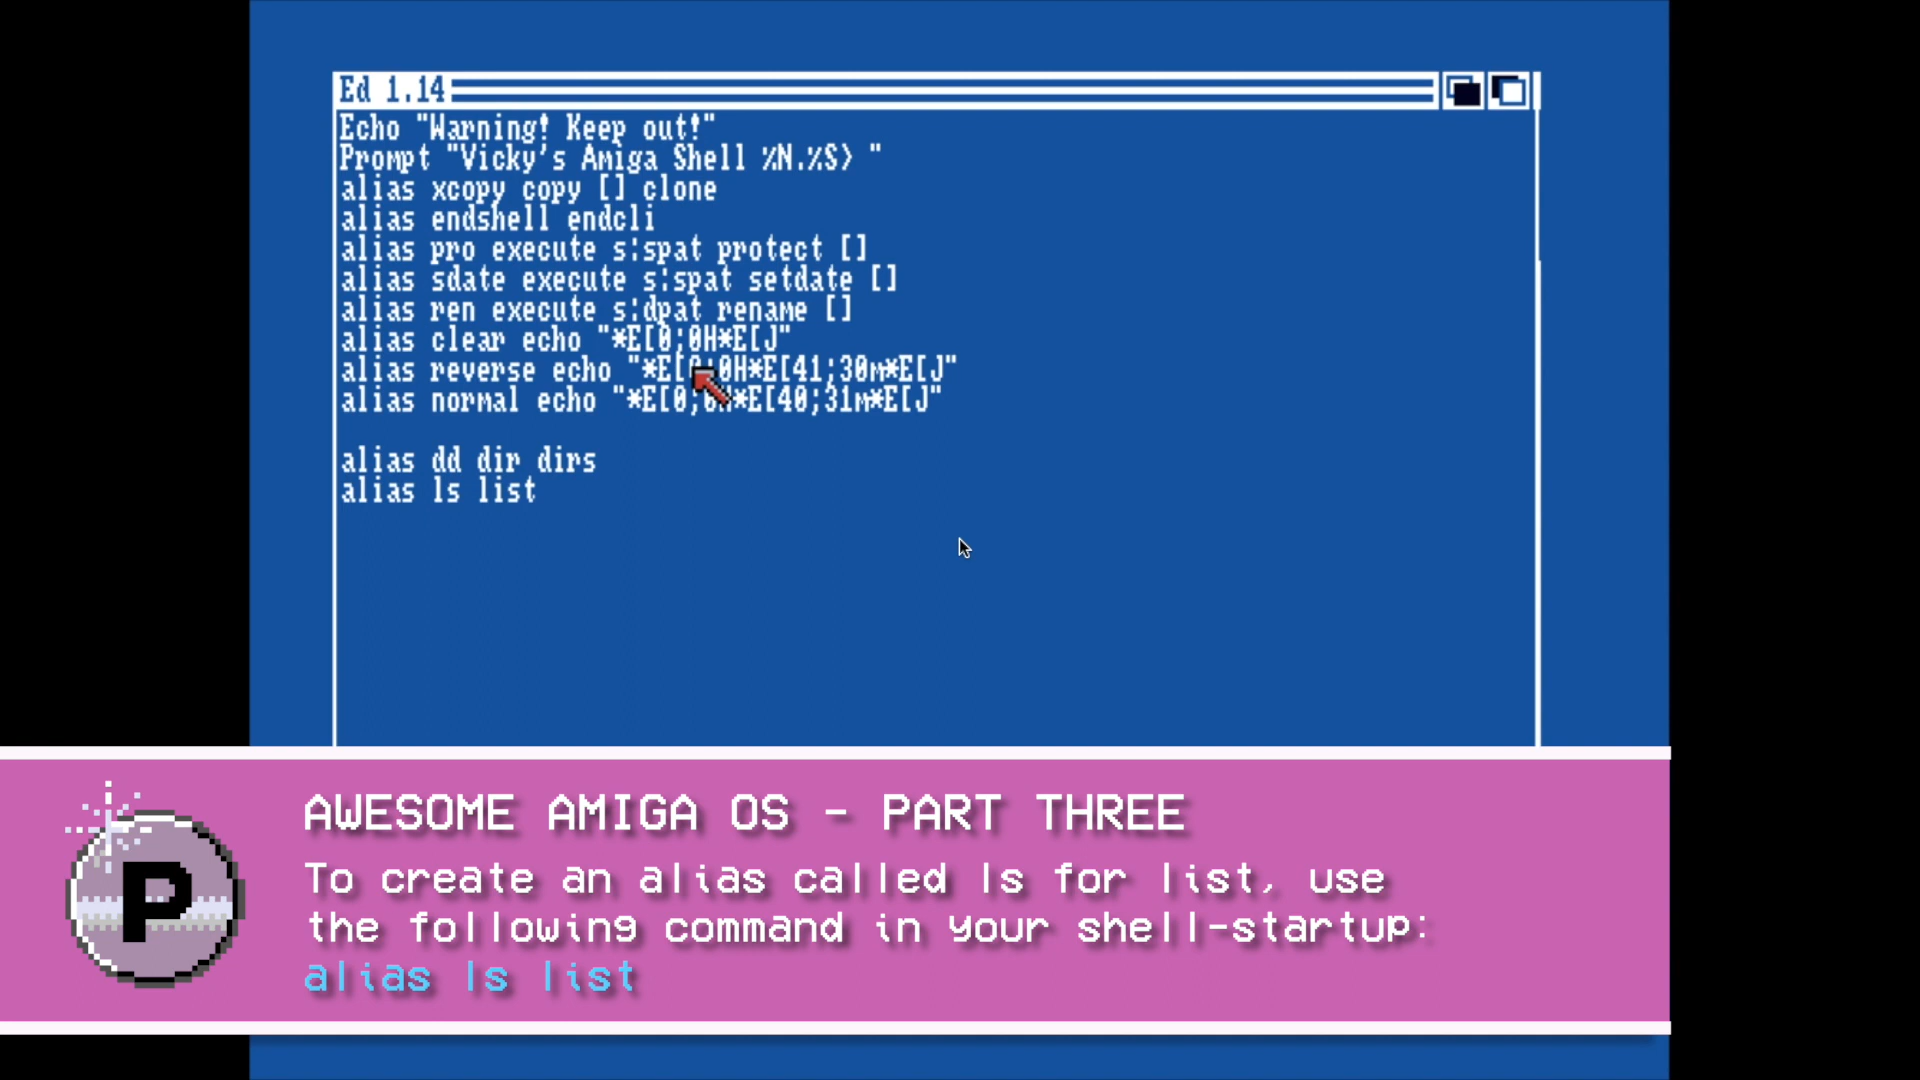 Ed 1.14
Echo "Warning! Keep out!"
Prompt "Vicky's Amiga Shell %N.%S> "
alias xcopy copy [] clone
alias endshell endcli
alias pro execute s:spat protect []
alias sdate execute s:spat setdate []
alias ren execute s:dpat rename []
alias clear echo "*E[0;0H*E[J"
alias reverse echo "*E[0;0H*E[41;30m*E[J"
alias normal echo "*E[0;0H*E[40;31m*E[J"
alias dd dir dirs
alias ls list
P
AWESOME AMIGA OS - PART THREE
To create an alias called ls for list, use
the following command in your shell-startup:
alias ls list